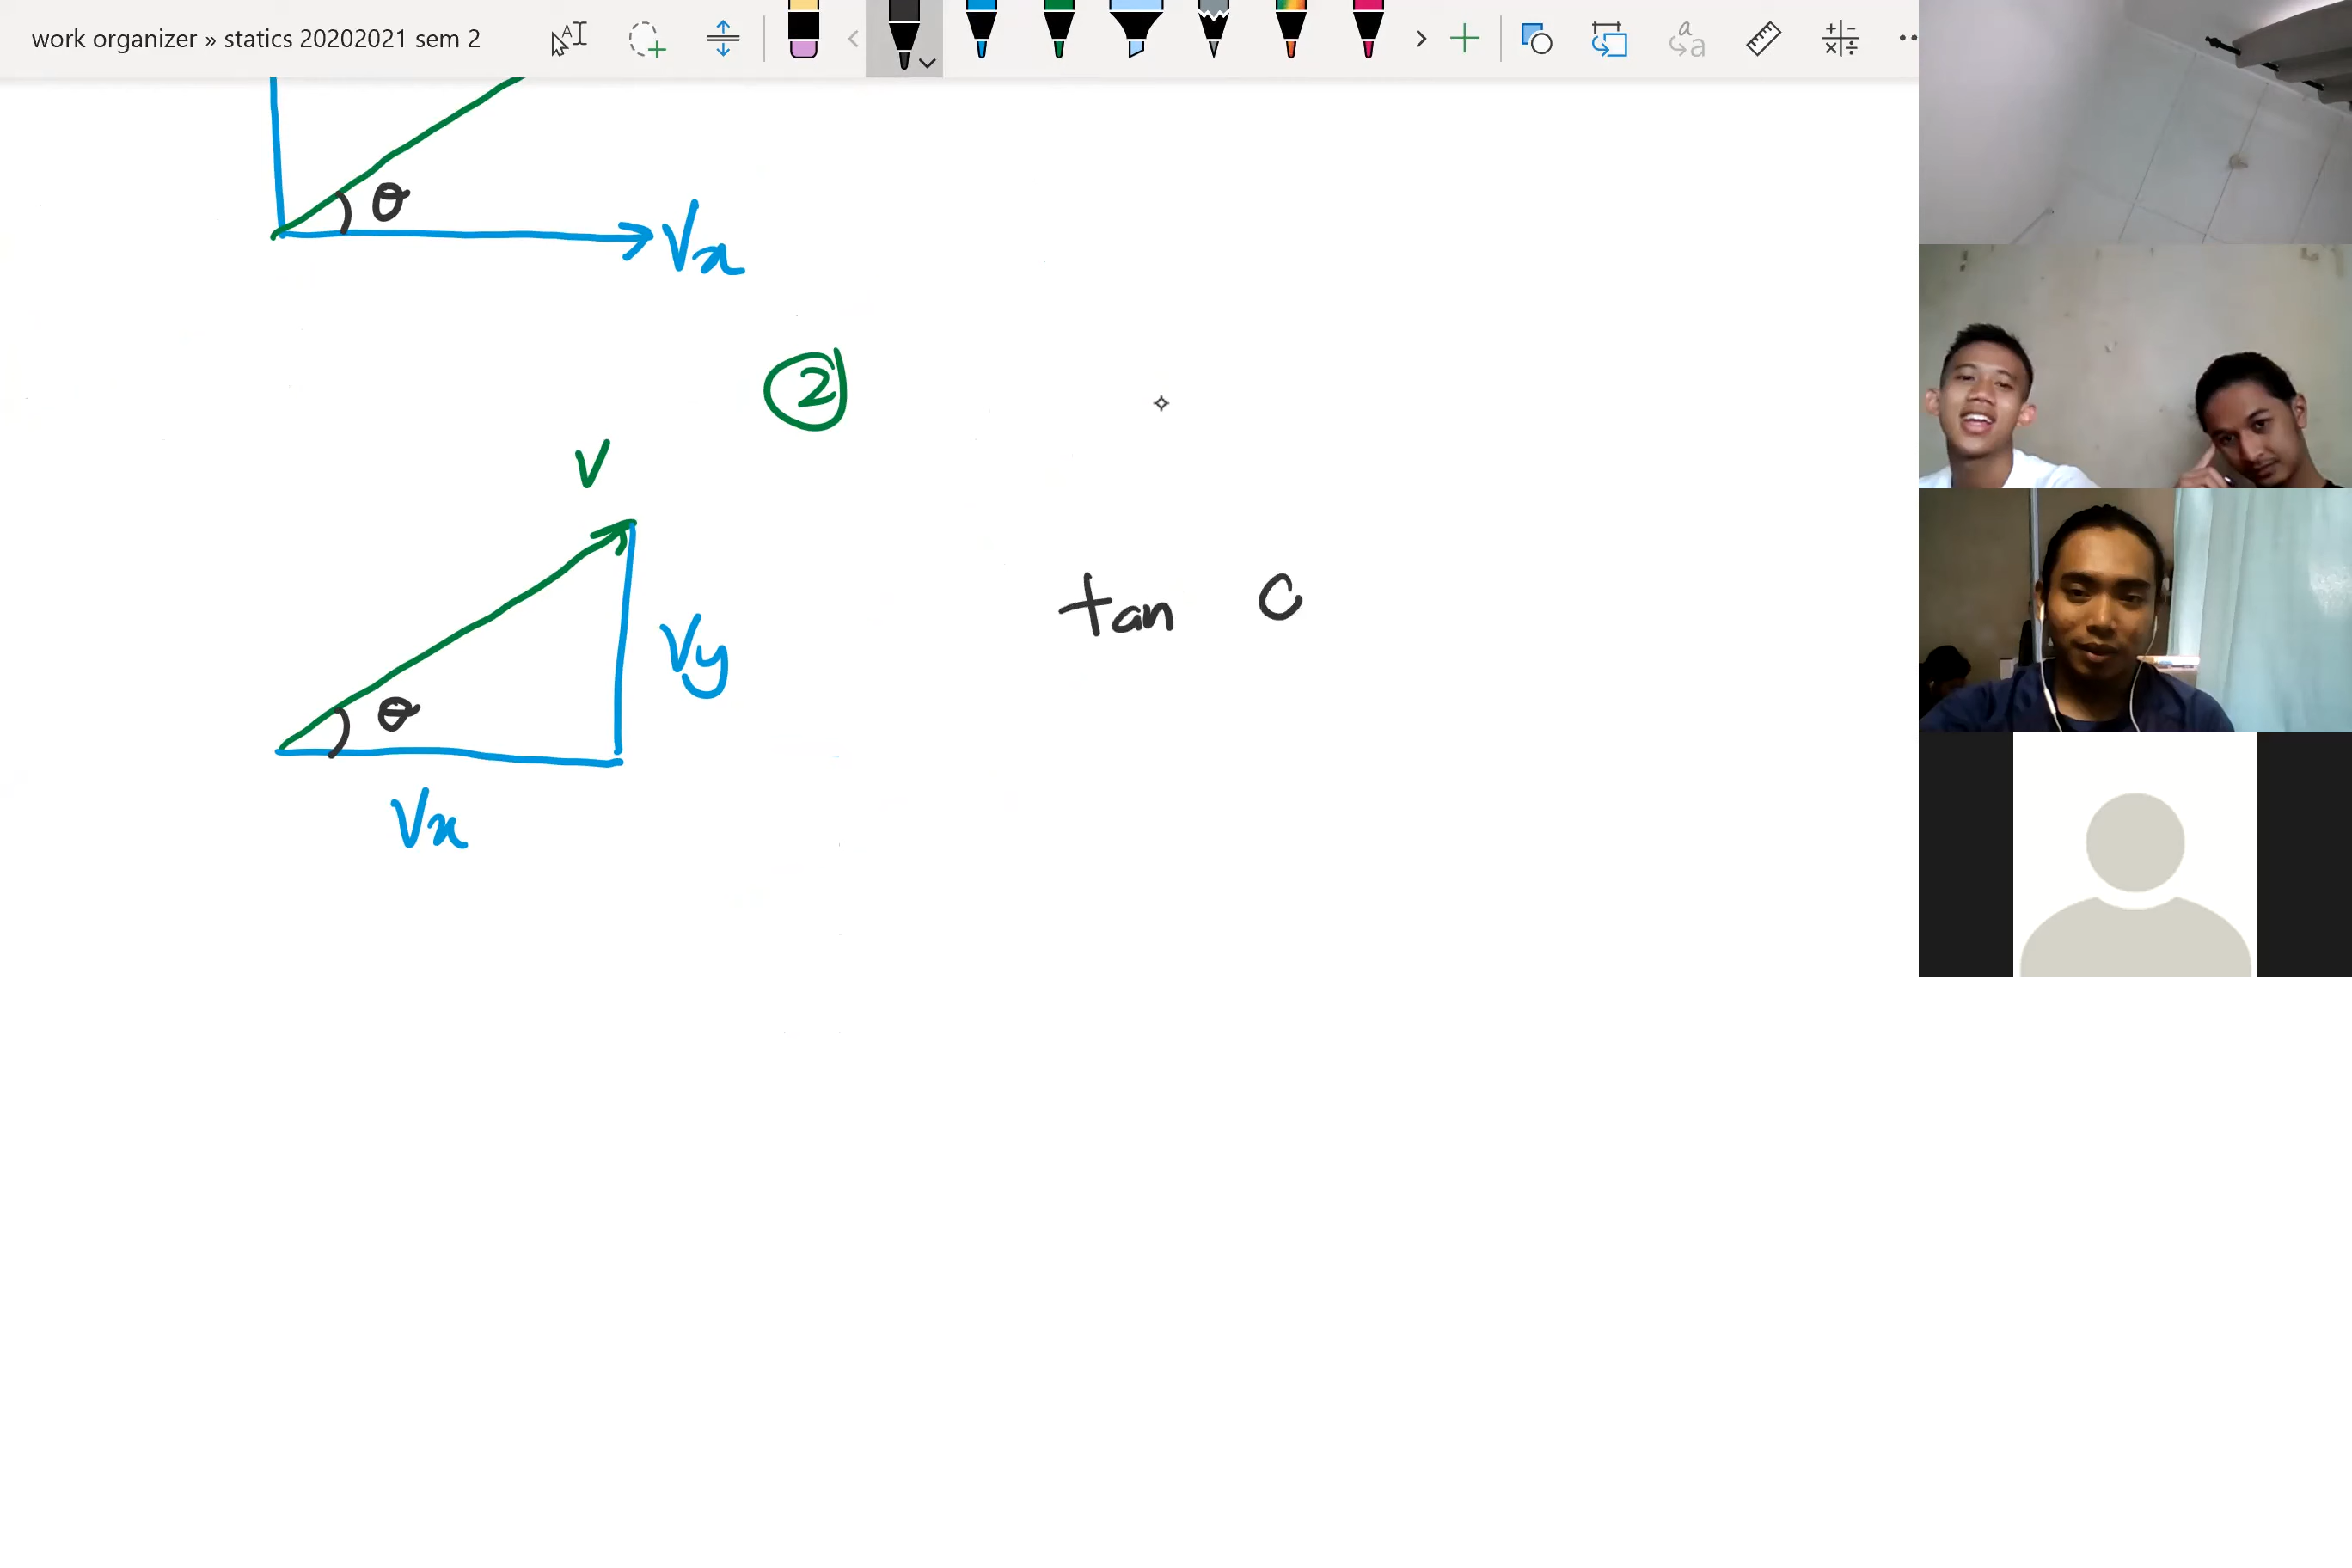 work organizer » statics 20202021 sem 2
θ
Vx
2
V
Vy
tan
θ
Vx